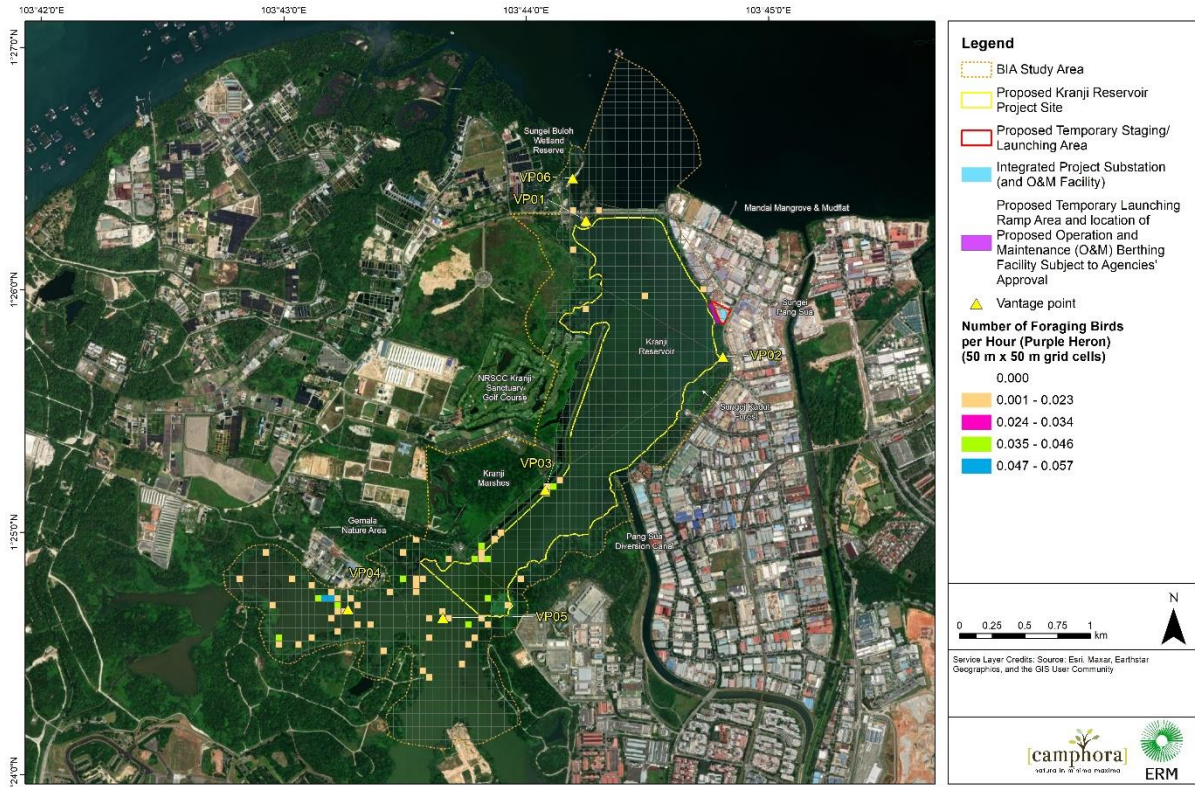 103°42'0"E
103°43'0"E
103°44'0"E
103°45'0"E
1°27'0"N
1°26'0"N
1°25'0"N
1°24'0"N
Sungei Buloh
Wetland
Reserve
VP06
VP01
Mandai Mangrove & Mudflat
Sungei
Pang Sua
Kranji
Reservoir
VP02
NRSCC Kranji
Sanctuary
Golf Course
Sungei Kadut
Forest
VP03
Kranji
Marshes
Gemala
Nature Area
Pang Sua
Diversion Canal
VP04
VP05
Legend
BIA Study Area
Proposed Kranji Reservoir
Project Site
Proposed Temporary Staging/
Launching Area
Integrated Project Substation
(and O&M Facility)
Proposed Temporary Launching
Ramp Area and location of
Proposed Operation and
Maintenance (O&M) Berthing
Facility Subject to Agencies'
Approval
Vantage point
Number of Foraging Birds
per Hour (Purple Heron)
(50 m x 50 m grid cells)
0.000
0.001 - 0.023
0.024 - 0.034
0.035 - 0.046
0.047 - 0.057
N
0 0.25 0.5 0.75 1
km
Service Layer Credits: Source: Esri, Maxar, Earthstar
Geographics, and the GIS User Community
[camphora]
natura in minima maxima
ERM